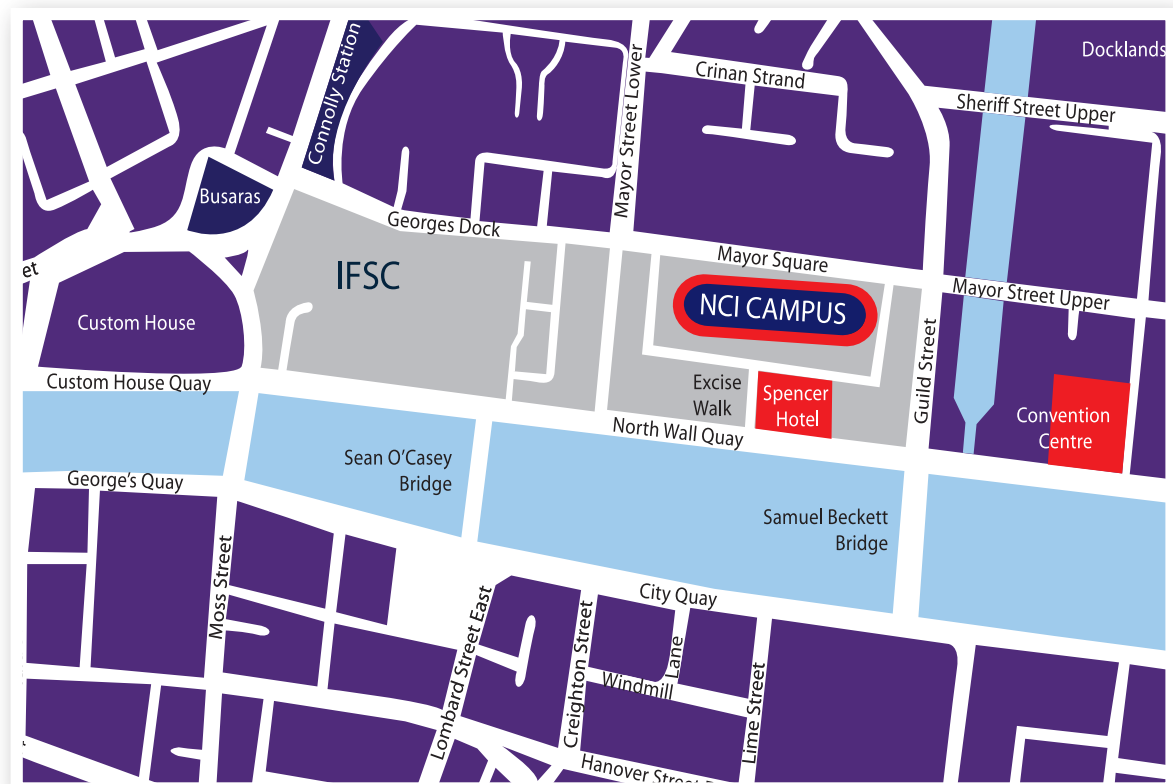 Docklands
Connolly Station
Crinan Strand
Sheriff Street Upper
Mayor Street Lower
Busaras
Georges Dock
Mayor Square
IFSC
Mayor Street Upper
NCI CAMPUS
Custom House
Guild Street
Custom House Quay
Excise
Walk
Spencer
Hotel
Convention
Centre
North Wall Quay
Sean O'Casey
Bridge
George's Quay
Samuel Beckett
Bridge
Moss Street
City Quay
Lombard Street East
Creighton Street
Lane
Windmill
Lime Street
Hanover Street